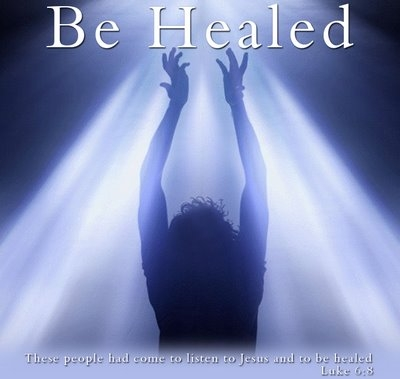 Be Healed
These people had come to listen to Jesus and to be healed
Luke 6:8